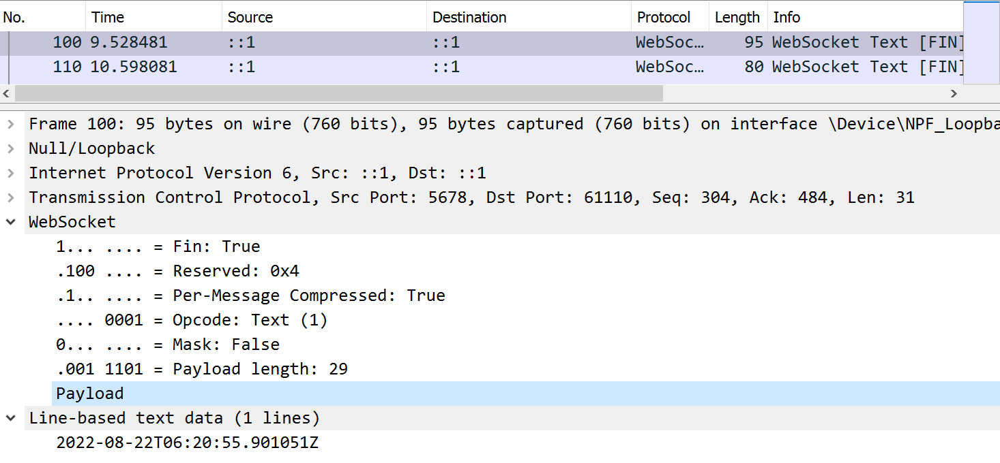 No. Time Source Destination Protocol Length Info
100 9.528481 ::1 ::1 WebSoc… 95 WebSocket Text [FIN]
110 10.598081 ::1 ::1 WebSoc… 80 WebSocket Text [FIN]
Frame 100: 95 bytes on wire (760 bits), 95 bytes captured (760 bits) on interface \Device\NPF_Loopba
Null/Loopback
Internet Protocol Version 6, Src: ::1, Dst: ::1
Transmission Control Protocol, Src Port: 5678, Dst Port: 61110, Seq: 304, Ack: 484, Len: 31
WebSocket
1... .... = Fin: True
.100 .... = Reserved: 0x4
.1.. .... = Per-Message Compressed: True
.... 0001 = Opcode: Text (1)
0... .... = Mask: False
.001 1101 = Payload length: 29
Payload
Line-based text data (1 lines)
2022-08-22T06:20:55.901051Z